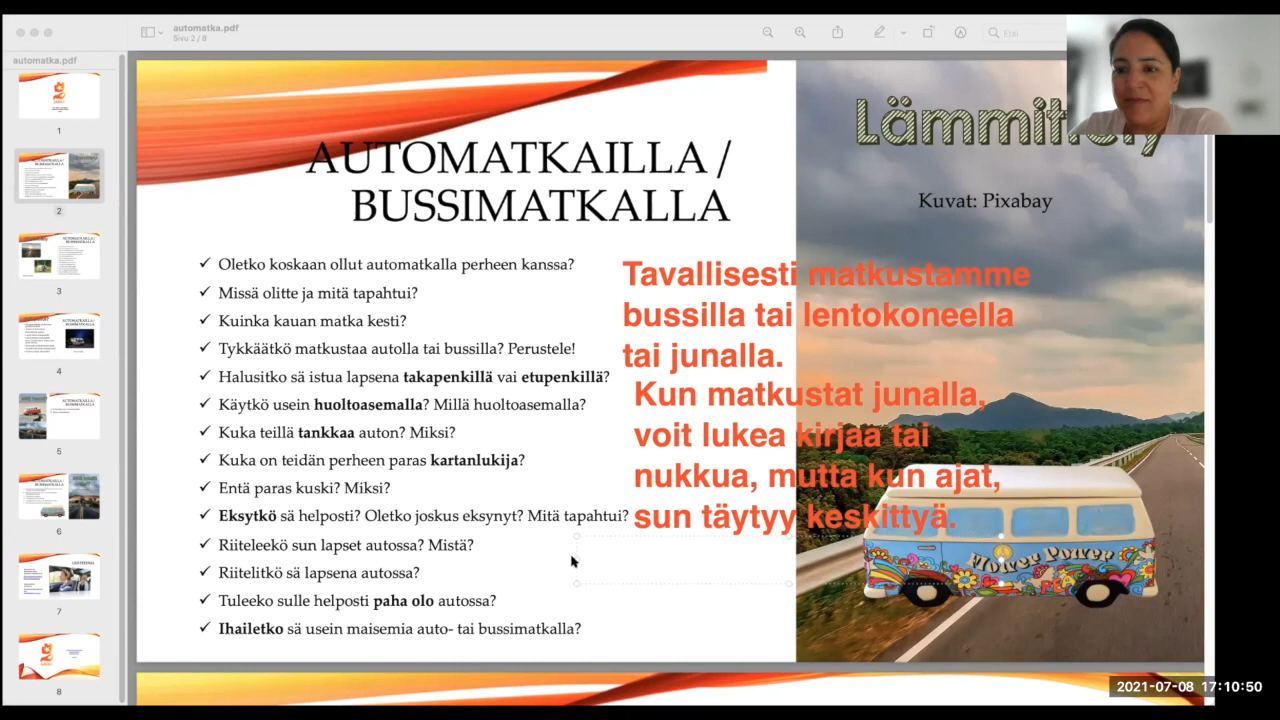 automatka.pdf
Sivu 2 / 8
Etsi
automatka.pdf
1
2
3
4
5
6
7
8
AUTOMATKAILLA /
BUSSIMATKALLA
Oletko koskaan ollut automatkalla perheen kanssa?
Missä olitte ja mitä tapahtui?
Kuinka kauan matka kesti?
Tykkäätkö matkustaa autolla tai bussilla? Perustele!
Halusitko sä istua lapsena takapenkillä vai etupenkillä?
Käytkö usein huoltoasemalla? Millä huoltoasemalla?
Kuka teillä tankkaa auton? Miksi?
Kuka on teidän perheen paras kartanlukija?
Entä paras kuski? Miksi?
Eksytkö sä helposti? Oletko joskus eksynyt? Mitä tapahtui?
Riiteleekö sun lapset autossa? Mistä?
Riitelitkö sä lapsena autossa?
Tuleeko sulle helposti paha olo autossa?
Ihailetko sä usein maisemia auto- tai bussimatkalla?
Kuvat: Pixabay
Tavallisesti matkustamme
bussilla tai lentokoneella
tai junalla.
Kun matkustat junalla,
voit lukea kirjaa tai
nukkua, mutta kun ajat,
sun täytyy keskittyä.
Flower Power
2021-07-08 17:10:50